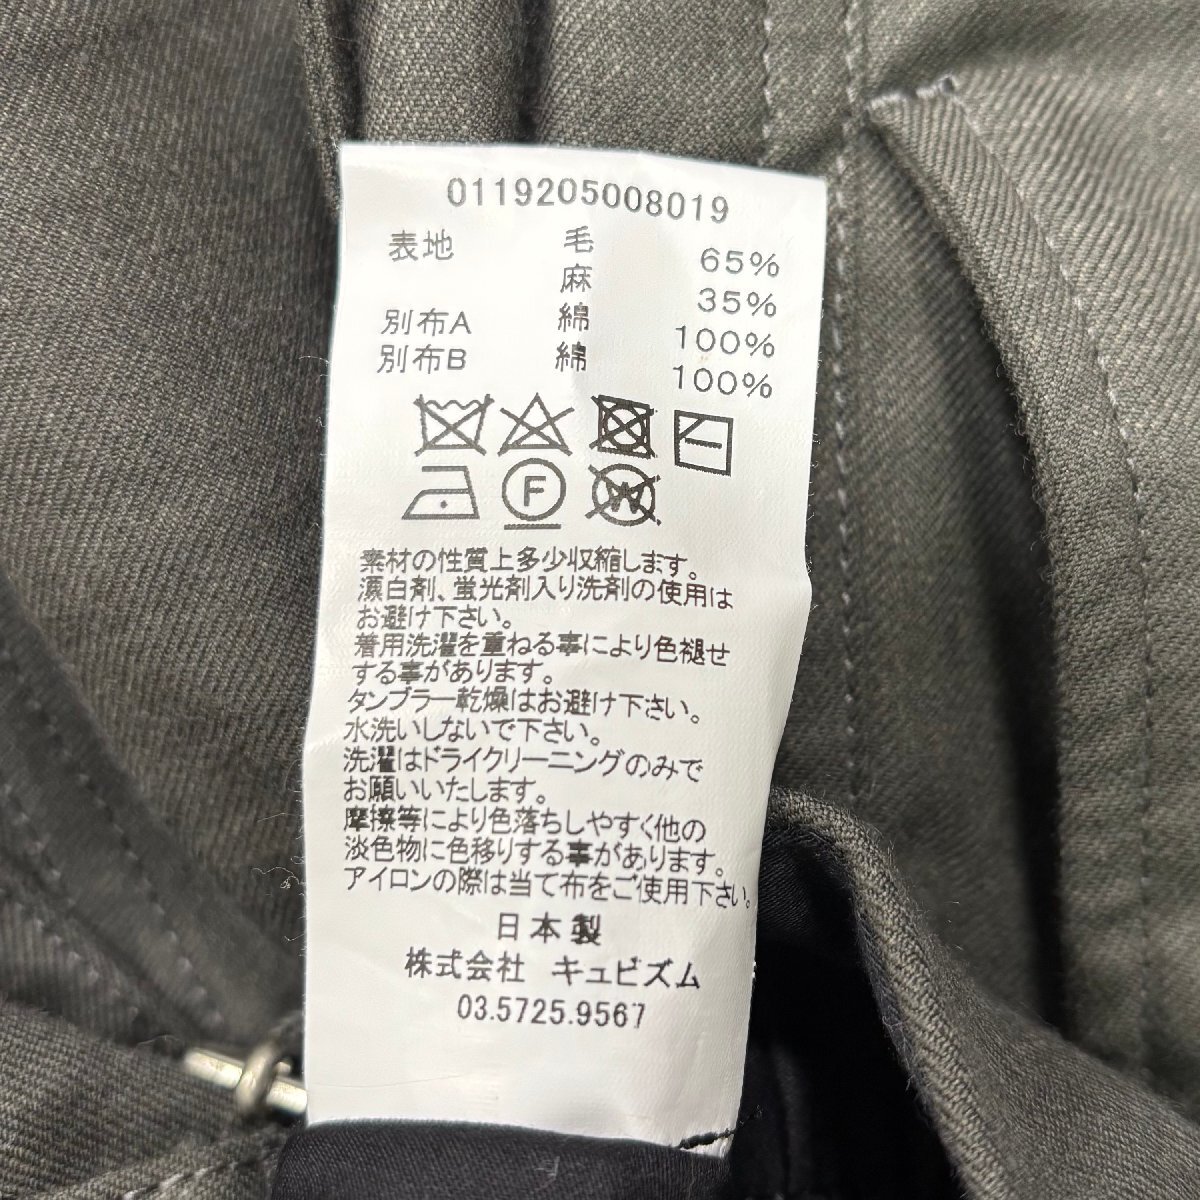 0119205008019
表地 毛 65%
麻 35%
別布A 綿 100%
別布B 綿 100%
F W
素材の性質上多少収縮します。
漂白剤、蛍光剤入り洗剤の使用は
お避け下さい。
着用洗濯を重ねる事により色褪せ
する事があります。
タンブラー乾燥はお避け下さい。
水洗いしないで下さい。
洗濯はドライクリーニングのみで
お願いいたします。
摩擦等により色落ちしやすく他の
淡色物に色移りする事があります。
アイロンの際は当て布をご使用下さい。
日本製
株式会社 キュビズム
03.5725.9567